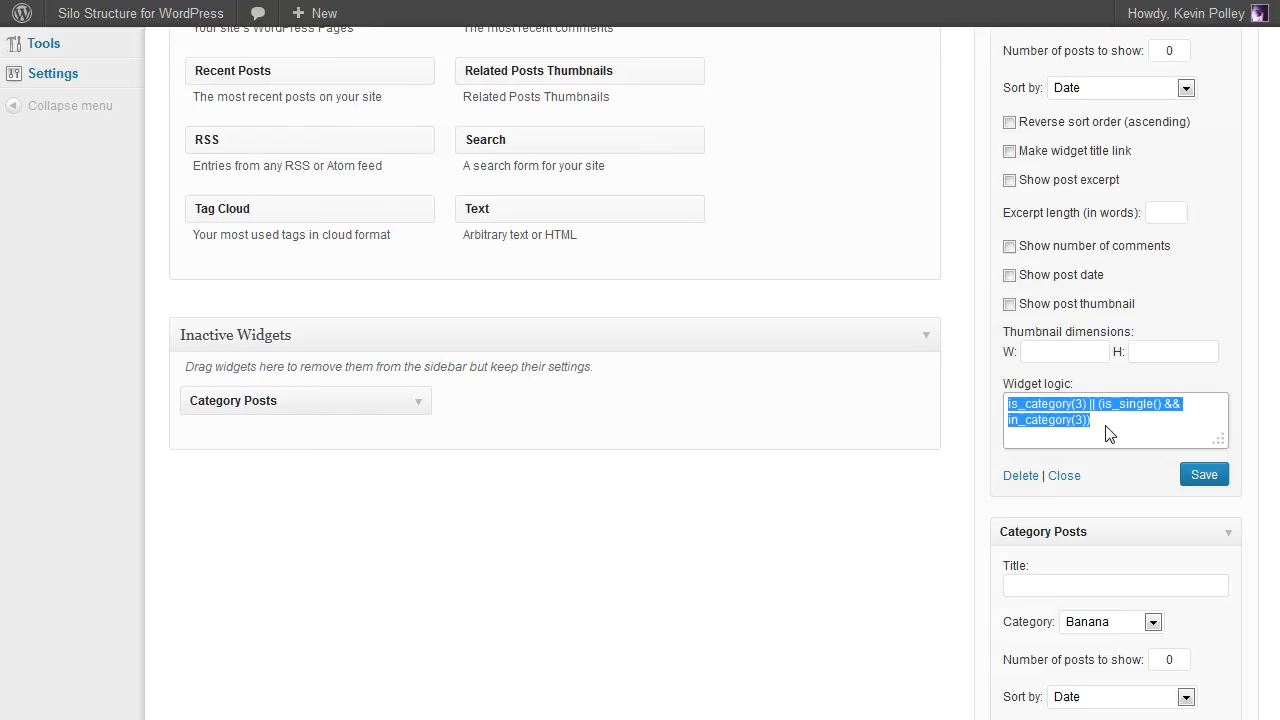 Silo Structure for WordPress
New
Howdy, Kevin Polley
Tools
Settings
Collapse menu
Your site's WordPress Pages
The most recent comments
Recent Posts
The most recent posts on your site
Related Posts Thumbnails
Related Posts Thumbnails
RSS
Entries from any RSS or Atom feed
Search
A search form for your site
Tag Cloud
Your most used tags in cloud format
Text
Arbitrary text or HTML
Inactive Widgets
Drag widgets here to remove them from the sidebar but keep their settings.
Category Posts
Number of posts to show: 0
Sort by: Date
Reverse sort order (ascending)
Make widget title link
Show post excerpt
Excerpt length (in words):
Show number of comments
Show post date
Show post thumbnail
Thumbnail dimensions:
W: H:
Widget logic:
is_category(3) || (is_single() &&
in_category(3))
Delete | Close
Save
Category Posts
Title:
Category: Banana
Number of posts to show: 0
Sort by: Date